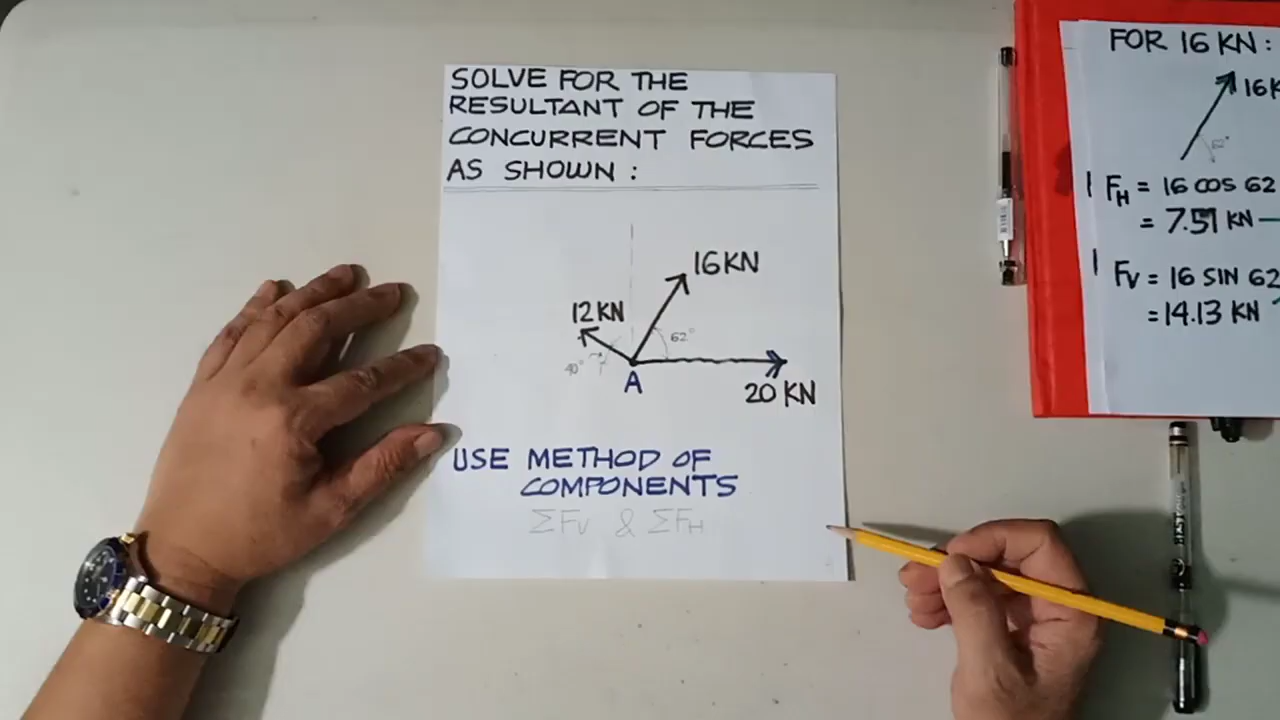 SOLVE FOR THE
RESULTANT OF THE
CONCURRENT FORCES
AS SHOWN :
16 KN
12 KN
62°
40°
A
20 KN
USE METHOD OF
COMPONENTS
ΣFV & ΣFH
FOR 16 KN :
16K
62°
FH = 16 COS 62
= 7.51 KN
FV = 16 SIN 62
= 14.13 KN